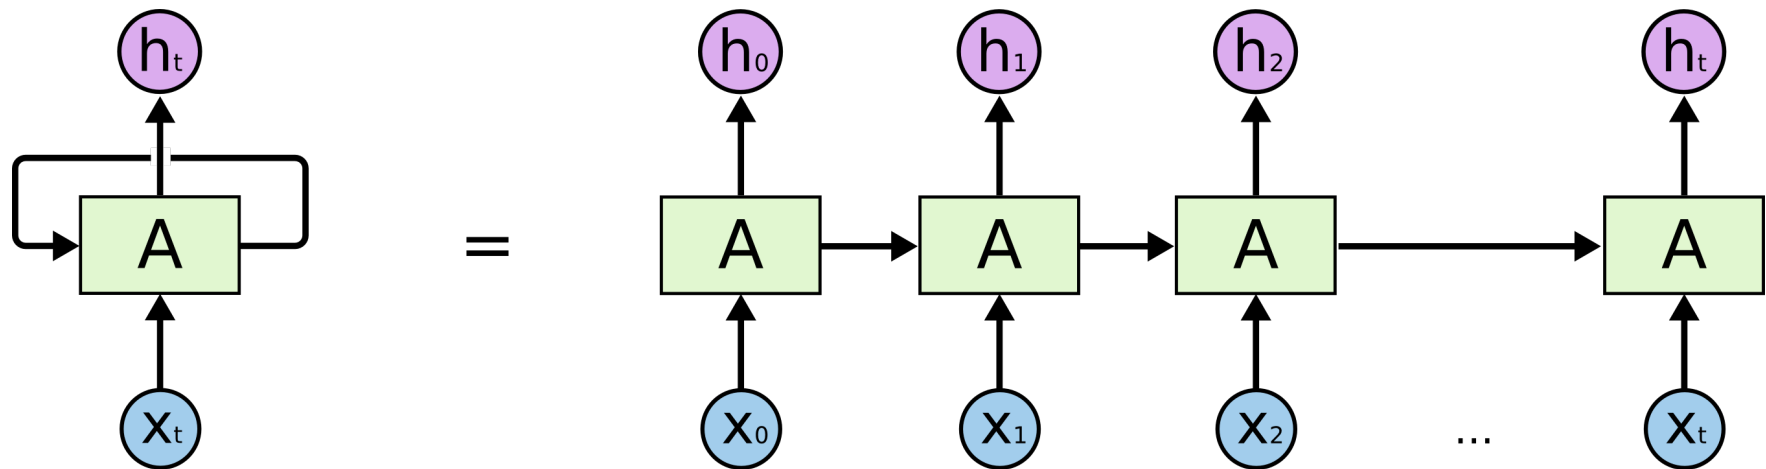 ht h0 h1 h2 ht
A = A A A A
xt x0 x1 x2 ... xt